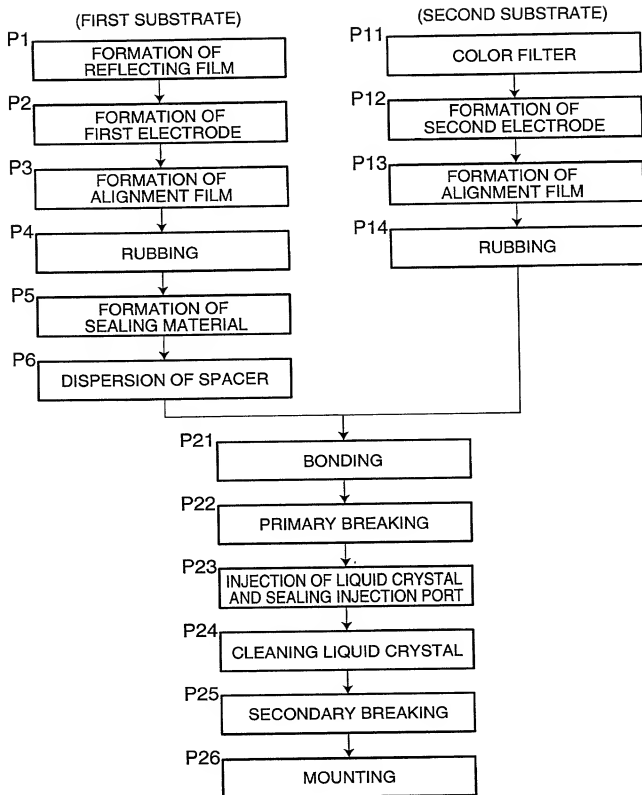 (FIRST SUBSTRATE)
P1
FORMATION OF
REFLECTING FILM
P2
FORMATION OF
FIRST ELECTRODE
P3
FORMATION OF
ALIGNMENT FILM
P4
RUBBING
P5
FORMATION OF
SEALING MATERIAL
P6
DISPERSION OF SPACER
(SECOND SUBSTRATE)
P11
COLOR FILTER
P12
FORMATION OF
SECOND ELECTRODE
P13
FORMATION OF
ALIGNMENT FILM
P14
RUBBING
P21
BONDING
P22
PRIMARY BREAKING
P23
INJECTION OF LIQUID CRYSTAL
AND SEALING INJECTION PORT
P24
CLEANING LIQUID CRYSTAL
P25
SECONDARY BREAKING
P26
MOUNTING